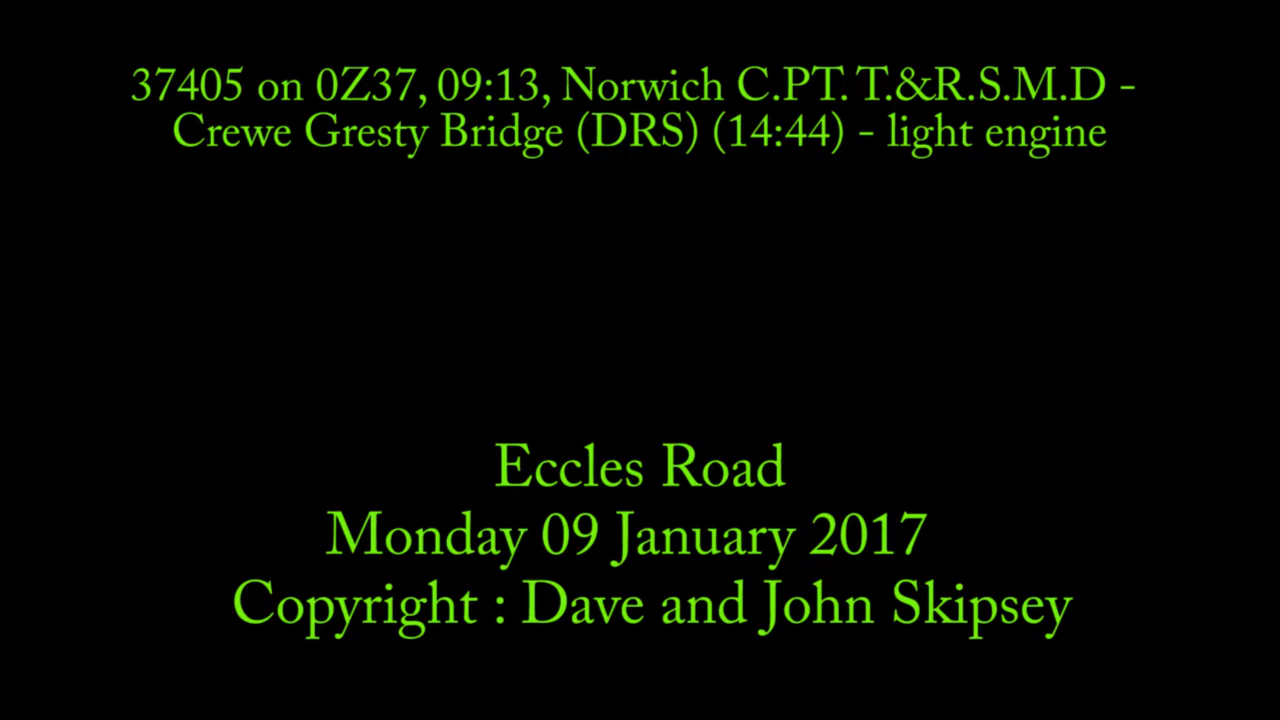 37405 on 0Z37, 09:13, Norwich C.PT. T.&R.S.M.D -
Crewe Gresty Bridge (DRS) (14:44) - light engine
Eccles Road
Monday 09 January 2017
Copyright : Dave and John Skipsey